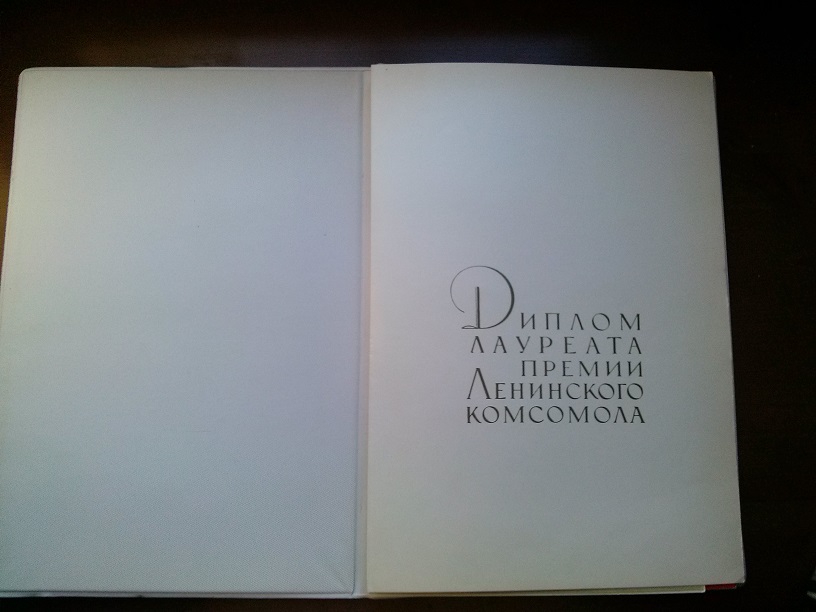 Диплом
лауреата
премии
Ленинского
комсомола